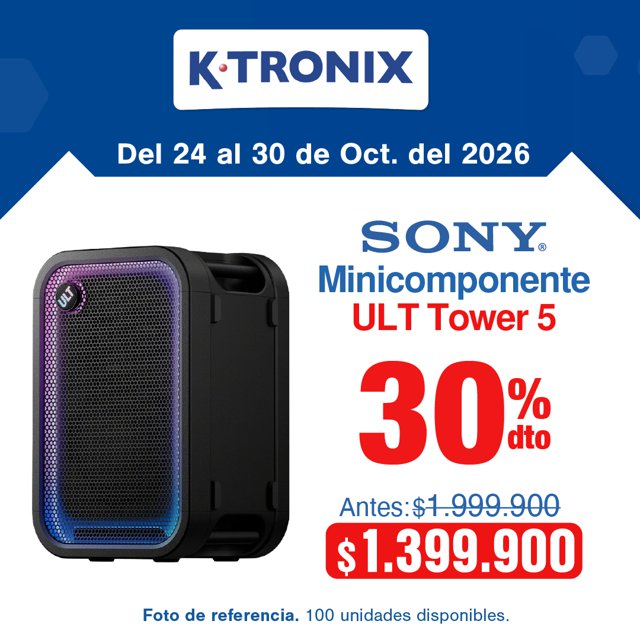 K·TRONIX
Del 24 al 30 de Oct. del 2026
SONY®
Minicomponente
ULT Tower 5
30% dto
ULT
Antes: $1.999.900
$1.399.900
Foto de referencia. 100 unidades disponibles.